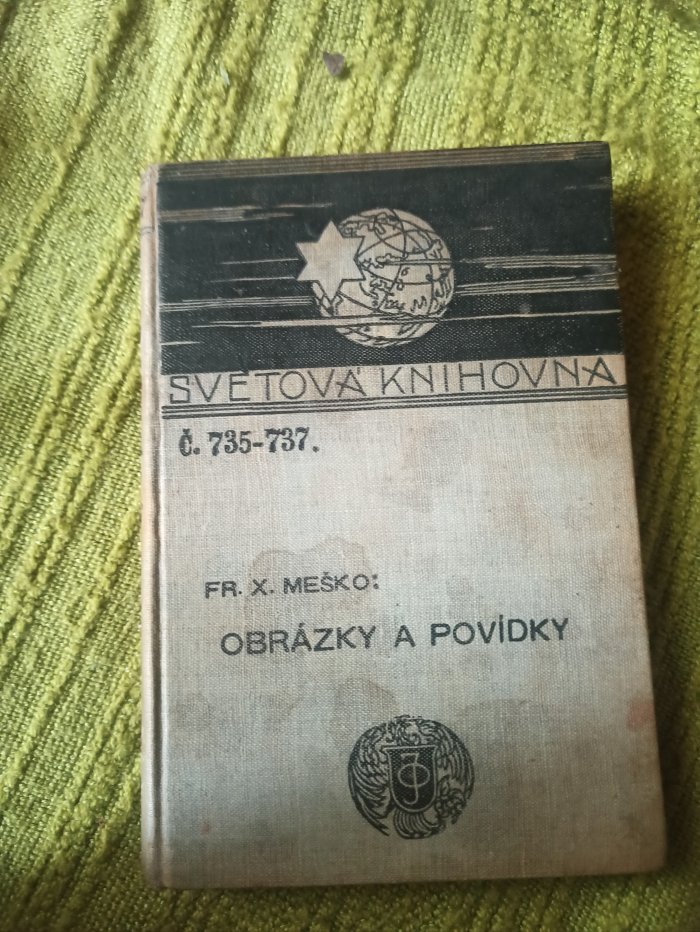 SVĚTOVÁ KNIHOVNA
Č. 735-737.
FR. X. MEŠKO:
OBRÁZKY A POVÍDKY